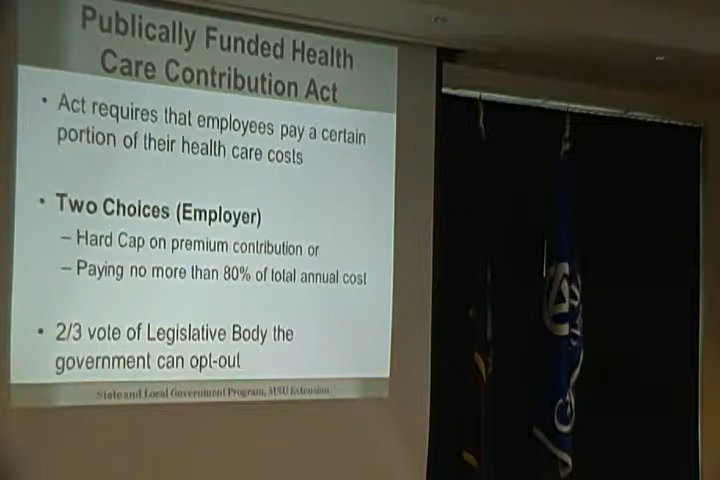 Publically Funded Health
Care Contribution Act
• Act requires that employees pay a certain
portion of their health care costs
• Two Choices (Employer)
– Hard Cap on premium contribution or
– Paying no more than 80% of total annual cost
• 2/3 vote of Legislative Body the
government can opt-out
State and Local Government Program, MSU Extension